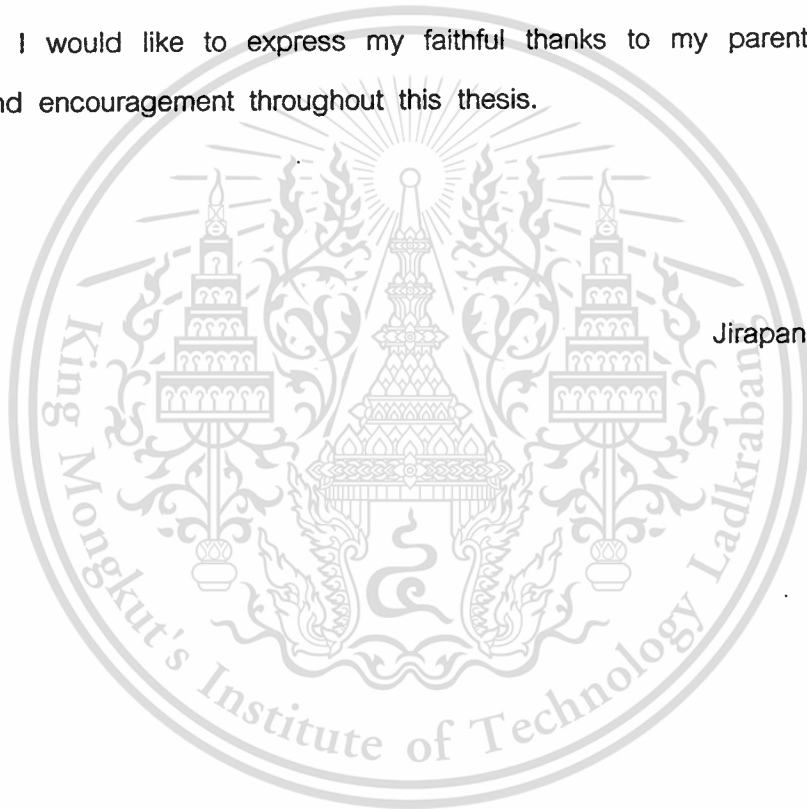 I would like to express my faithful thanks to my parent
nd encouragement throughout this thesis.
Jirapan
King Mongkut's Institute of Technology Ladkrabang